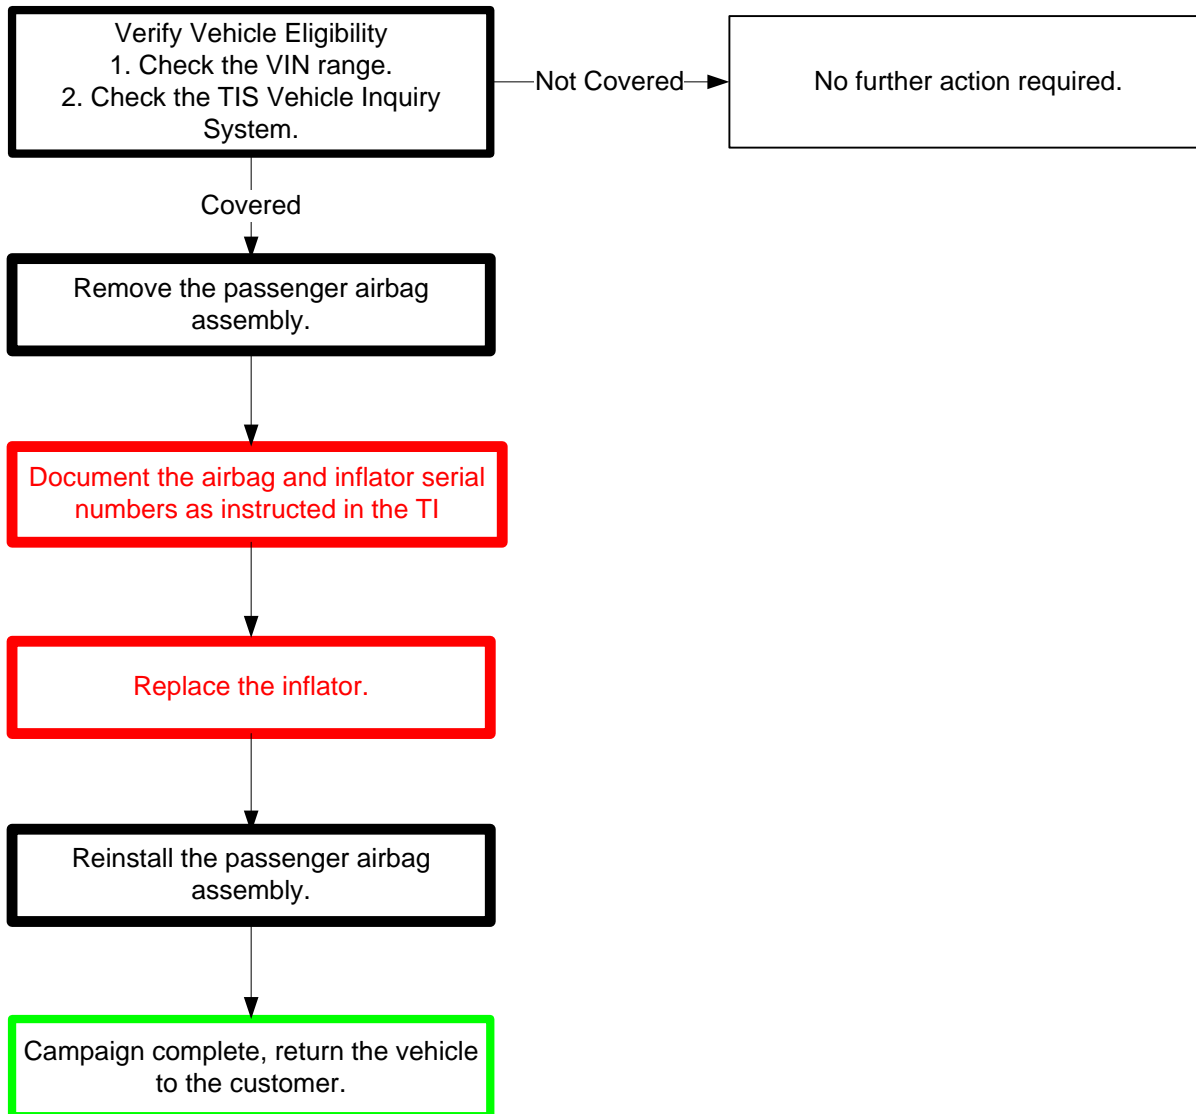 Verify Vehicle Eligibility
1. Check the VIN range.
2. Check the TIS Vehicle Inquiry
System.
Not Covered
No further action required.
Covered
Remove the passenger airbag
assembly.
Document the airbag and inflator serial
numbers as instructed in the TI
Replace the inflator.
Reinstall the passenger airbag
assembly.
Campaign complete, return the vehicle
to the customer.